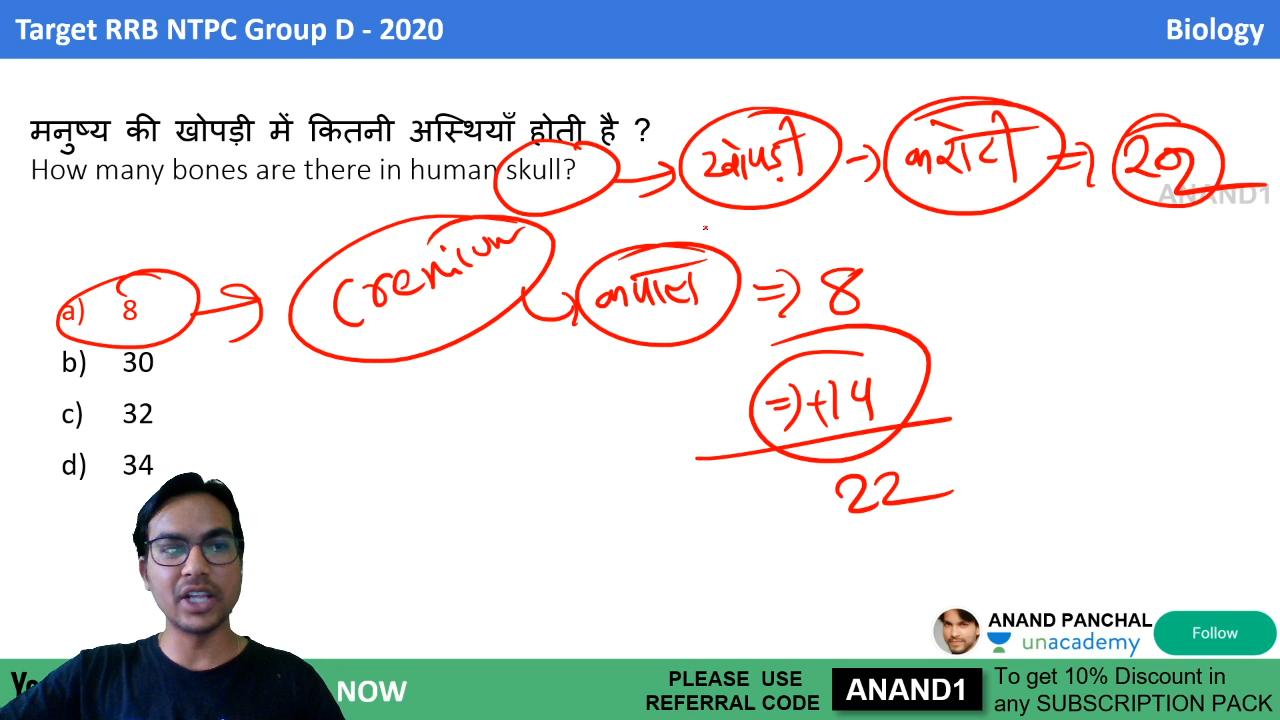 Target RRB NTPC Group D - 2020
Biology
मनुष्य की खोपड़ी में कितनी अस्थियाँ होती है ?
How many bones are there in human skull?
खोपड़ी → करोटी ⇒
ANAND1
a) 8 → Cremium → कपाल ⇒ 8
b) 30
⇒ +14
c) 32
d) 34
22
ANAND PANCHAL
unacademy
Follow
NOW
PLEASE USE
REFERRAL CODE
ANAND1
To get 10% Discount in
any SUBSCRIPTION PACK